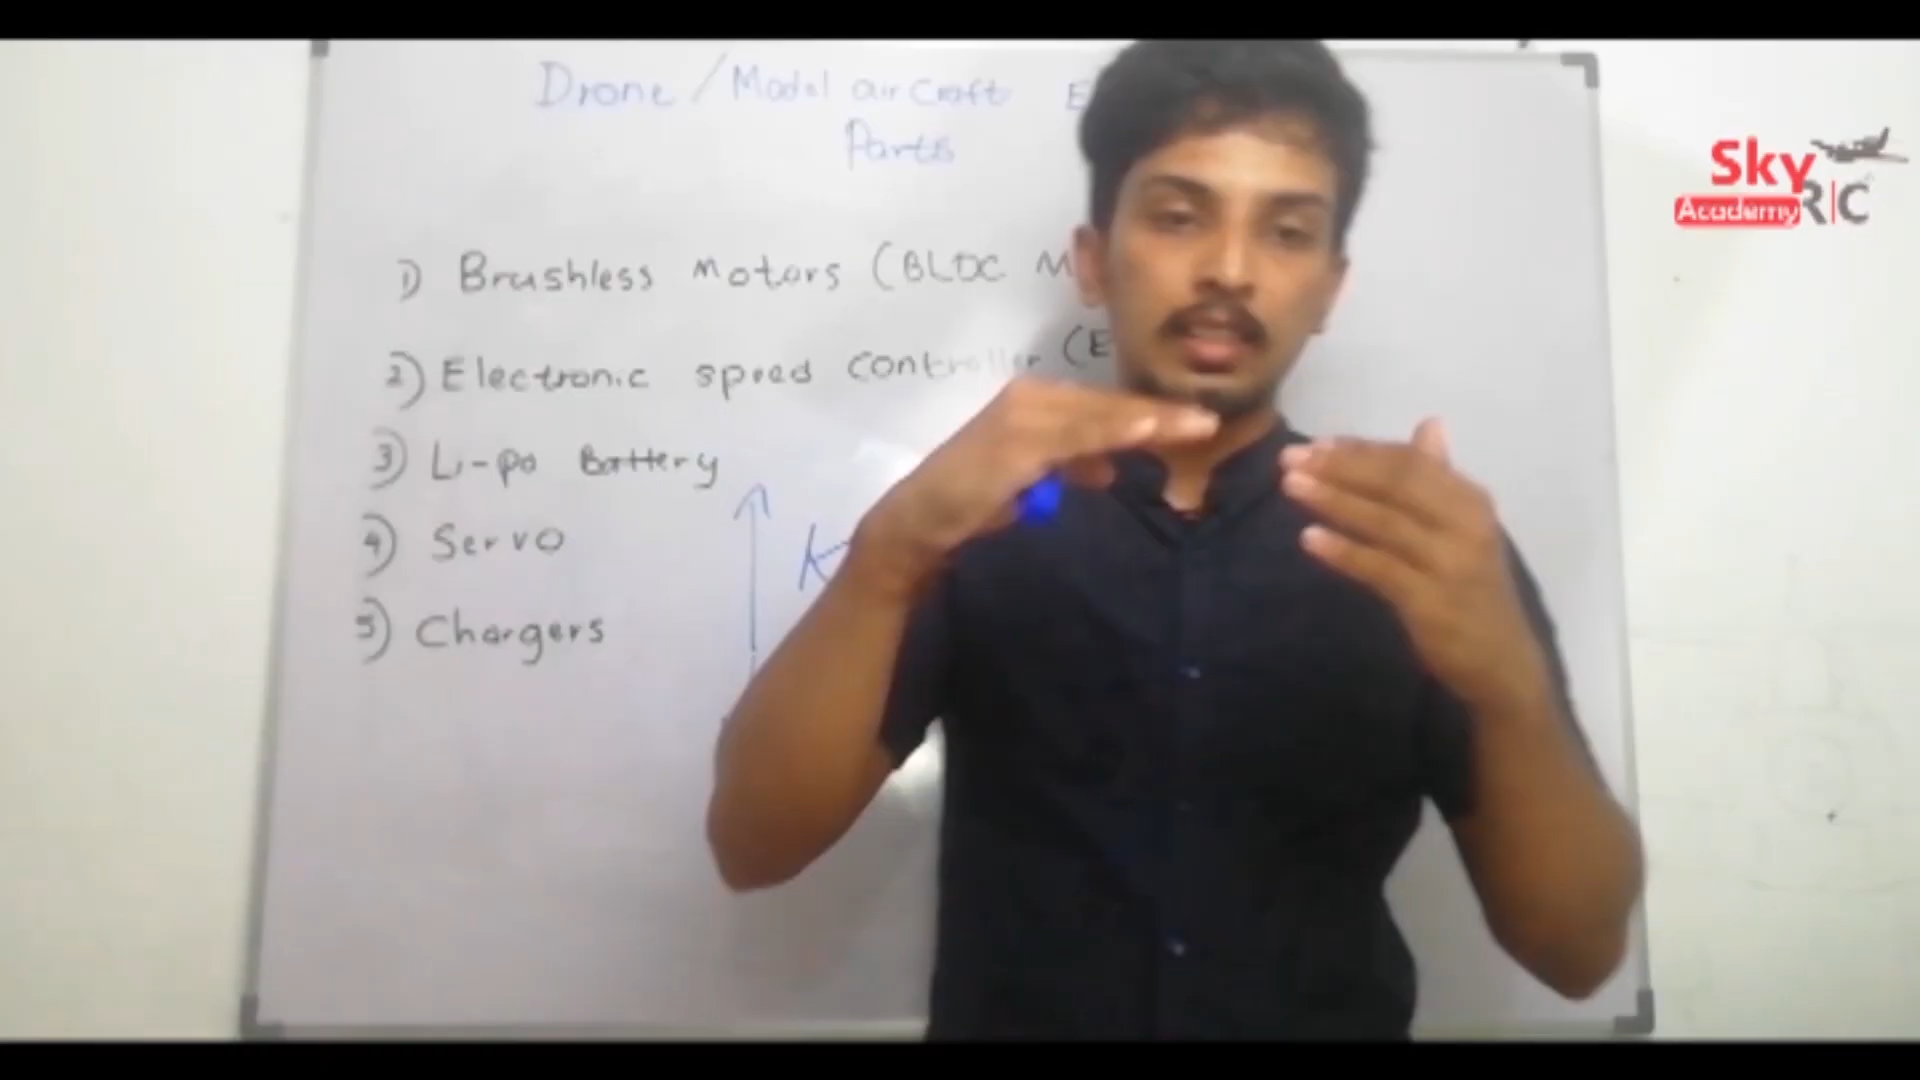 Drone / Model aircraft E
Parts
1) Brushless Motors (BLDC M
2) Electronic speed controller (E
3) Li-po Battery
4) Servo
5) Chargers
Sky
Academy R|C